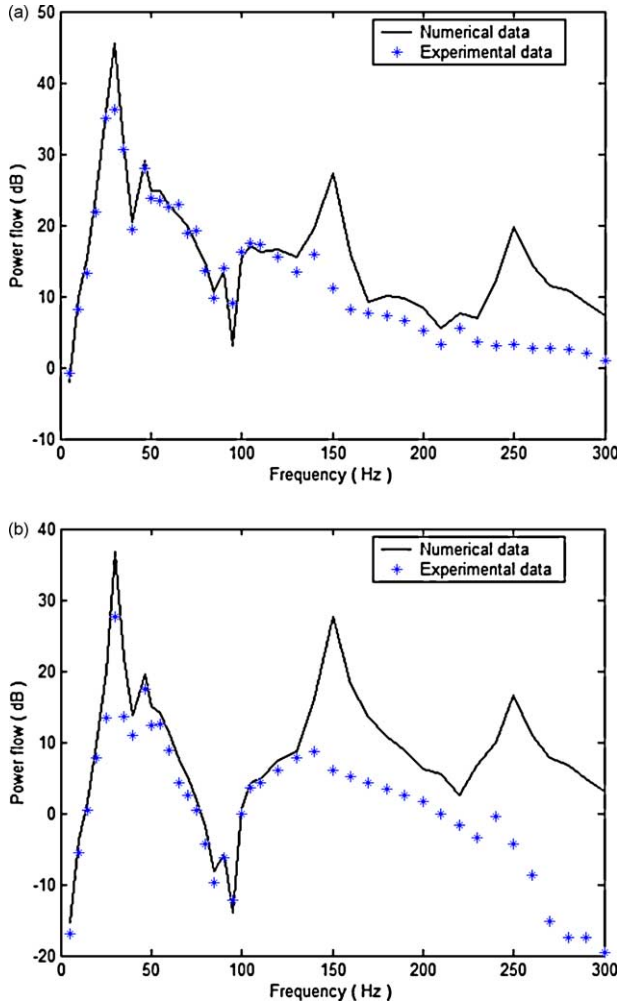 (a)
50
40
30
20
10
0
-10
Power flow ( dB )
Numerical data
Experimental data
0 50 100 150 200 250 300
Frequency ( Hz )
(b)
40
30
20
10
0
-10
-20
Power flow ( dB )
Numerical data
Experimental data
0 50 100 150 200 250 300
Frequency ( Hz )